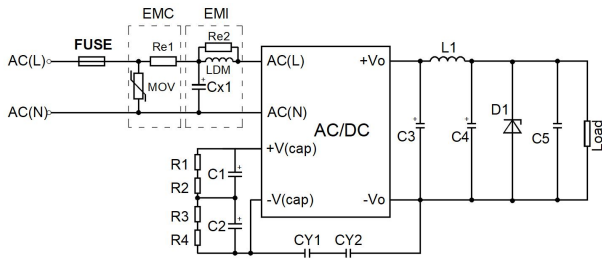 EMC EMI
FUSE Re1 Re2 L1
AC(L) LDM AC(L) +Vo
MOV Cx1 D1
AC(N) AC(N) C3 C4 C5 Load
AC/DC
+V(cap)
R1
R2 C1
-V(cap) -Vo
R3 C2
R4 CY1 CY2